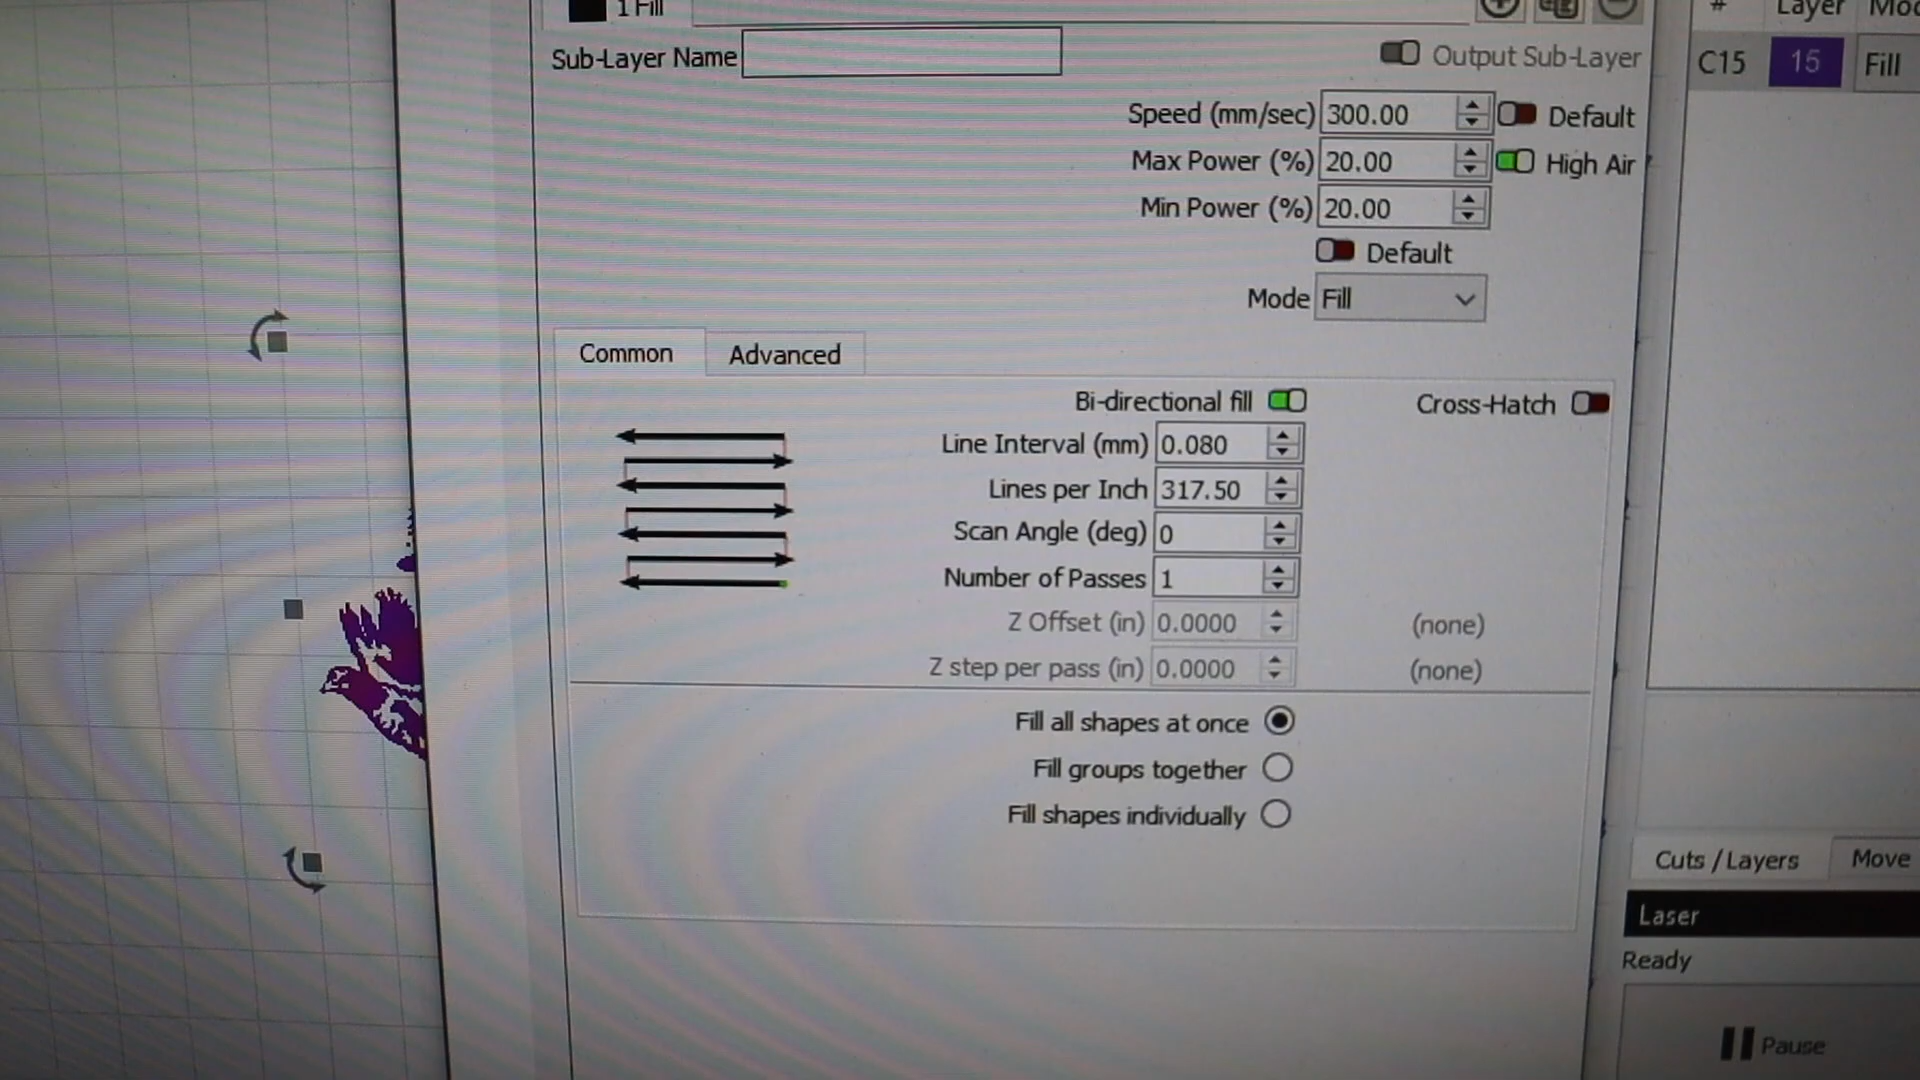 1 Fill
# Layer
Sub-Layer Name
Output Sub-Layer
C15 15 Fill
Speed (mm/sec) 300.00 Default
Max Power (%) 20.00 High Air
Min Power (%) 20.00
Default
Mode Fill
Common Advanced
Bi-directional fill Cross-Hatch
Line Interval (mm) 0.080
Lines per Inch 317.50
Scan Angle (deg) 0
Number of Passes 1
Z Offset (in) 0.0000 (none)
Z step per pass (in) 0.0000 (none)
Fill all shapes at once
Fill groups together
Fill shapes individually
Cuts / Layers Move
Laser
Ready
Pause